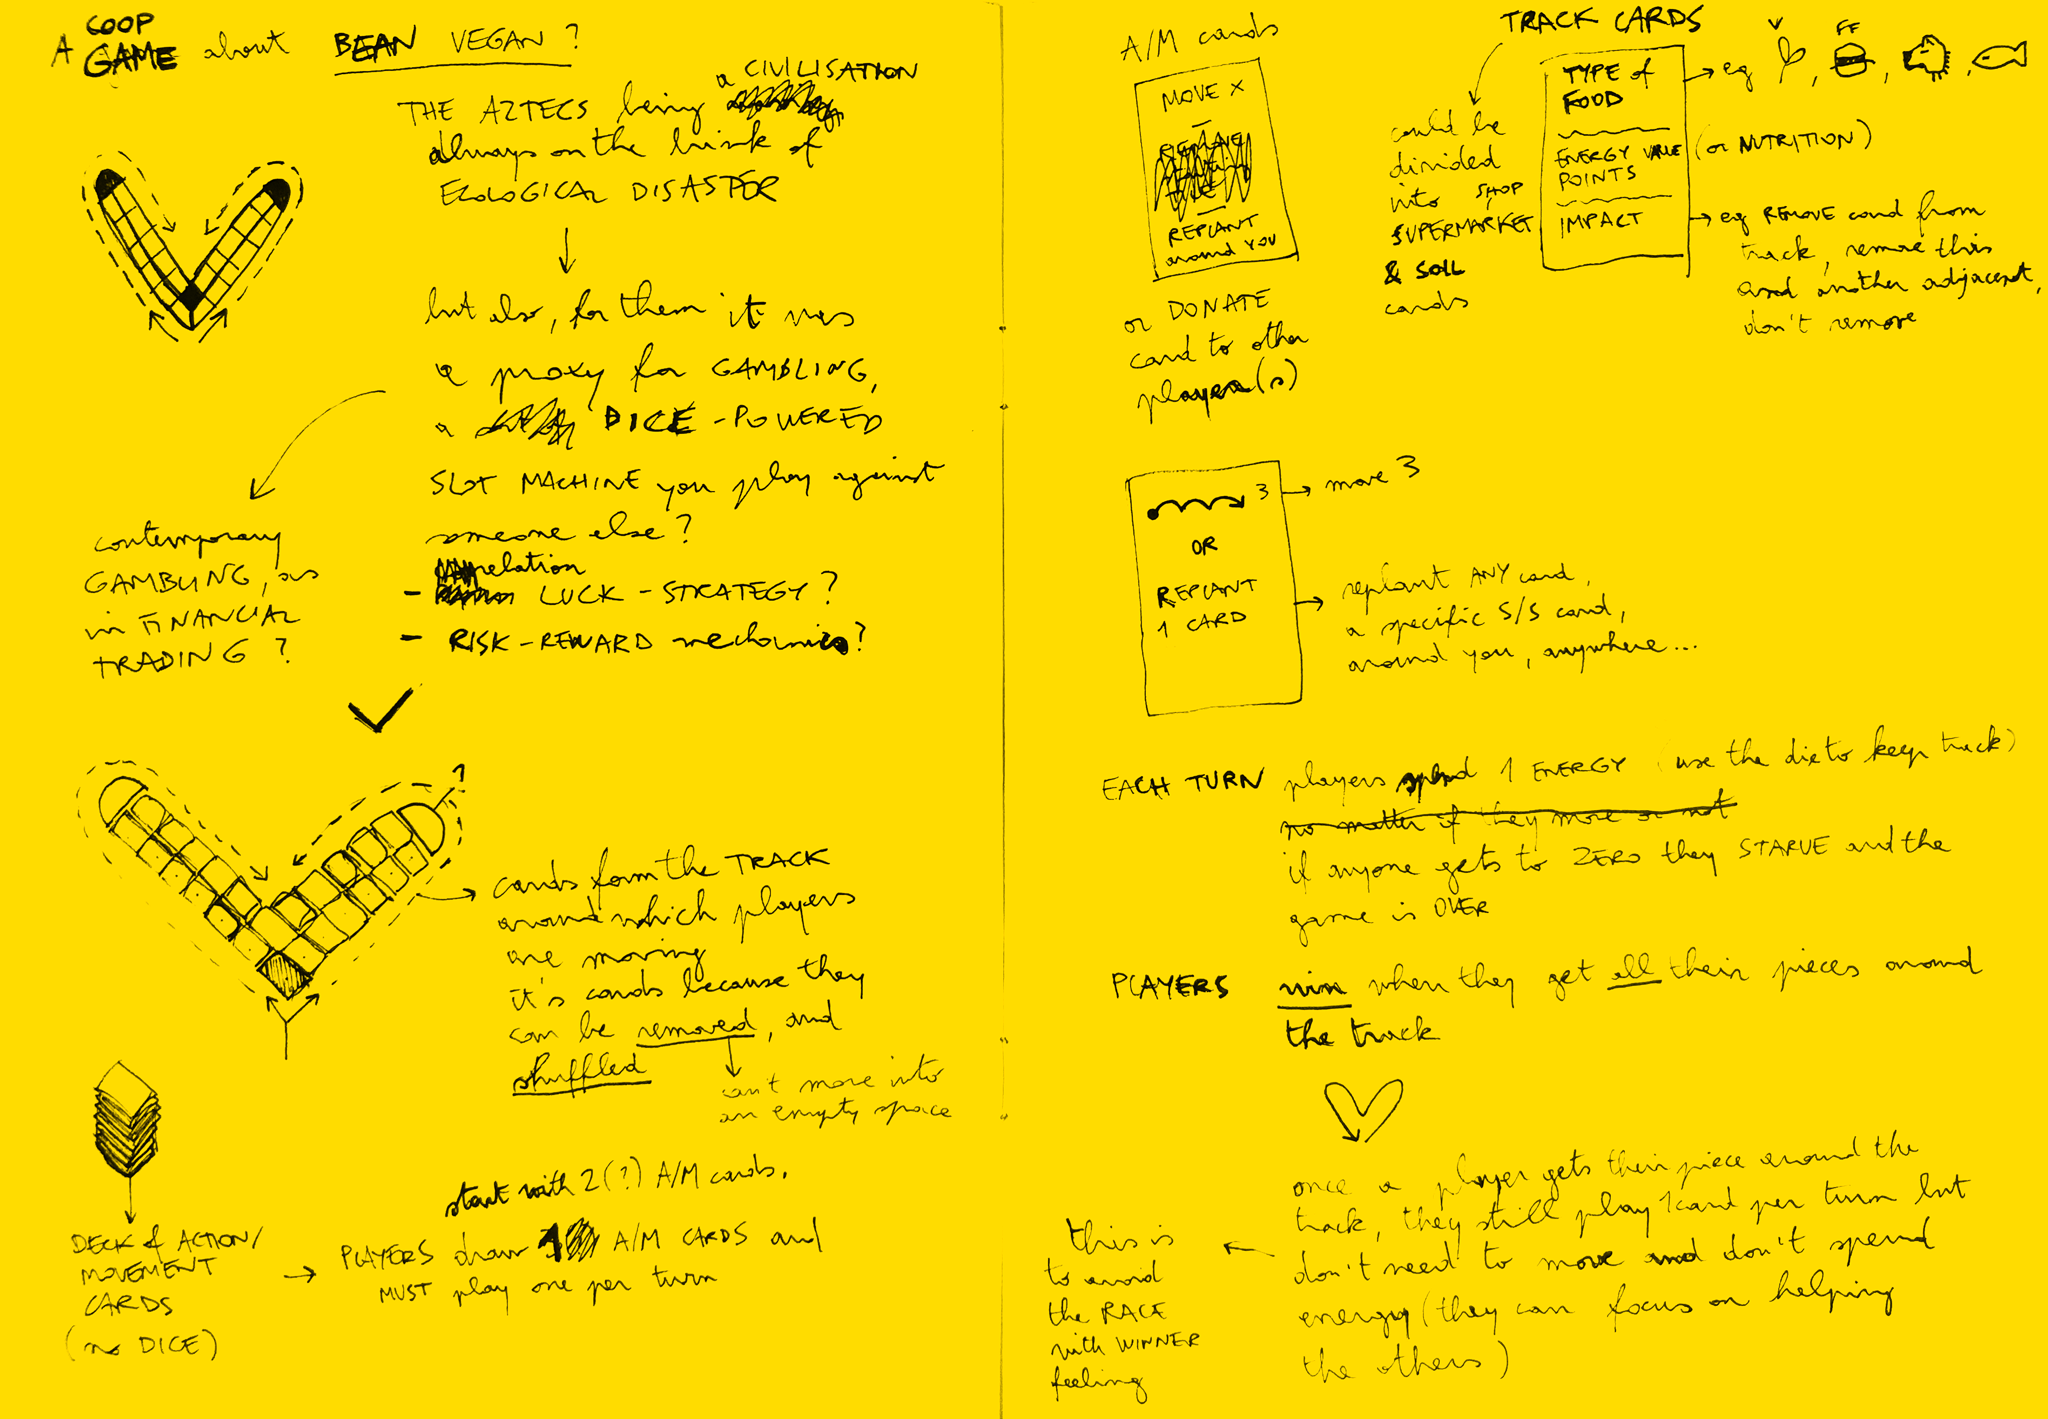 A COOP GAME about BEAN VEGAN?
THE AZTECS being a CIVILISATION
always on the brink of
ECOLOGICAL DISASTER
but also, for them it was
a proxy for GAMBLING,
a DICE-POWERED
SLOT MACHINE you play against
someone else?
relation
- LUCK - STRATEGY?
- RISK-REWARD mechanics?
contemporary
GAMBLING, as
in FINANCIAL
TRADING?
?
cards form the TRACK
around which players
are moving
it's cards because they
can be removed, and
shuffled
can't move into
an empty space
DECK of ACTION/
MOVEMENT
CARDS
(no DICE)
start with 2(?) A/M cards.
PLAYERS draw 1 A/M CARDS and
MUST play one per turn
A/M cards
MOVE X
REPLANT
around YOU
or DONATE
card to other
player(s)
TRACK CARDS
could be
divided
into SHOP,
SUPERMARKET
& SOIL
cards
TYPE of
FOOD
ENERGY VALUE
POINTS
IMPACT
eg V, FF
(or NUTRITION)
eg REMOVE card from
track, remove this
and another adjacent,
don't remove
3
OR
REPLANT
1 CARD
move 3
replant ANY card,
a specific S/S card,
around you, anywhere...
EACH TURN players spend 1 ENERGY (use the die to keep track)
no matter if they move or not
if anyone gets to ZERO they STARVE and the
game is OVER
PLAYERS win when they get all their pieces around
the track
once a player gets their piece around the
track, they still play 1 card per turn but
don't need to move and don't spend
energy (they can focus on helping
the others)
this is
to avoid
the RACE
with WINNER
feeling